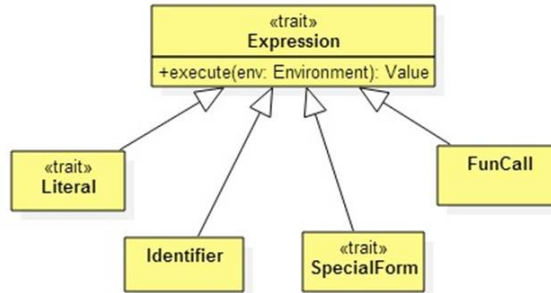 «trait»
Expression
+execute(env: Environment): Value
«trait»
Literal
FunCall
Identifier
«trait»
SpecialForm